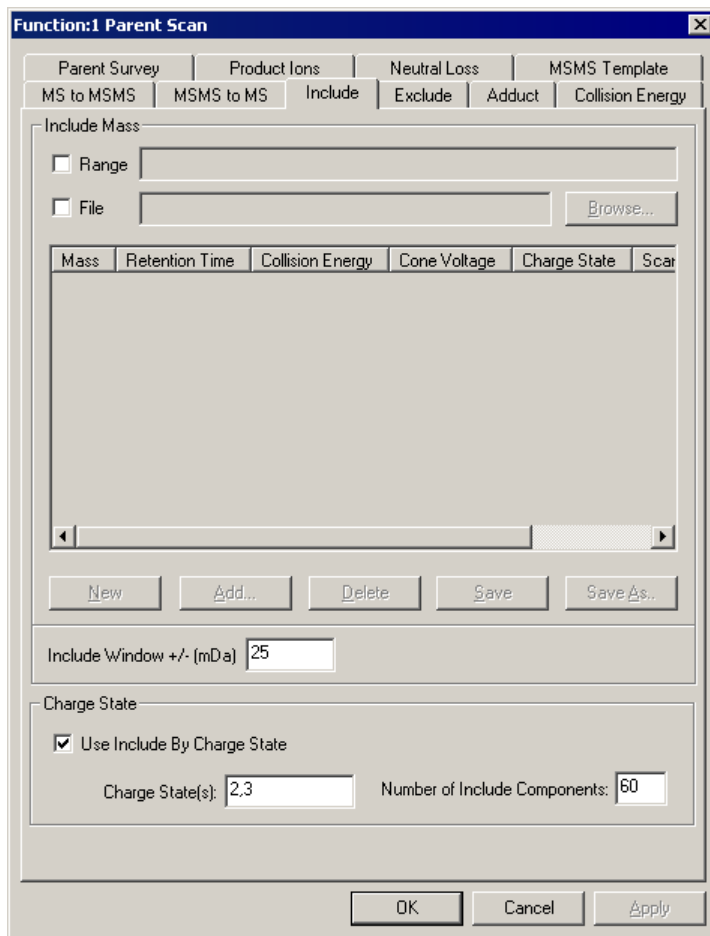 Function:1 Parent Scan
Parent Survey Product Ions Neutral Loss MSMS Template
MS to MSMS MSMS to MS Include Exclude Adduct Collision Energy
Include Mass
Range
File Browse...
Mass Retention Time Collision Energy Cone Voltage Charge State Scan
New Add... Delete Save Save As..
Include Window +/- (mDa) 25
Charge State
Use Include By Charge State
Charge State(s): 2,3 Number of Include Components: 60
OK Cancel Apply